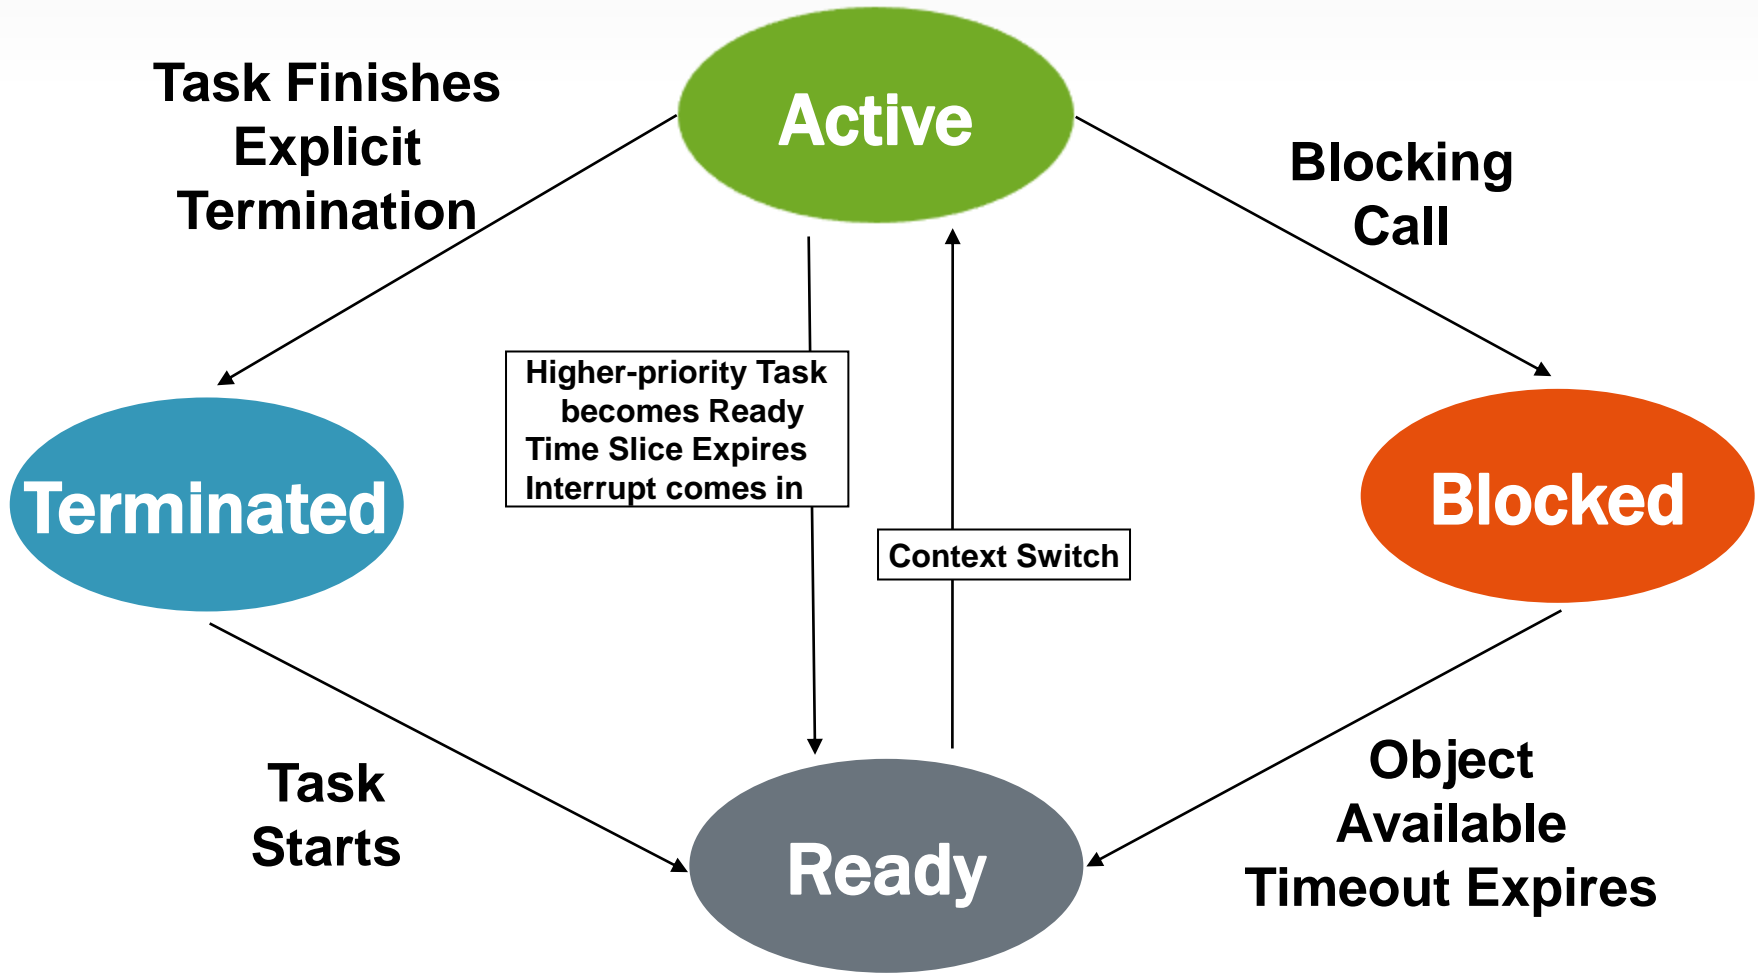 Active
Task Finishes
Explicit
Termination
Blocking
Call
Higher-priority Task
becomes Ready
Time Slice Expires
Interrupt comes in
Context Switch
Terminated
Blocked
Task
Starts
Object
Available
Timeout Expires
Ready